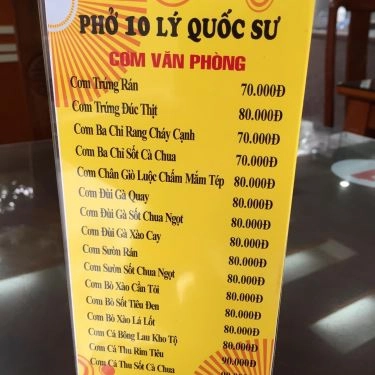 PHỞ 10 LÝ QUỐC SƯ
CƠM VĂN PHÒNG
Cơm Trứng Rán 70.000Đ
Cơm Trứng Đúc Thịt 80.000Đ
Cơm Ba Chỉ Rang Cháy Cạnh 70.000Đ
Cơm Ba Chỉ Sốt Cà Chua 70.000Đ
Cơm Chân Giò Luộc Chấm Mắm Tép 80.000Đ
Cơm Đùi Gà Quay 80.000Đ
Cơm Đùi Gà Sốt Chua Ngọt 80.000Đ
Cơm Đùi Gà Xào Cay 80.000Đ
Cơm Sườn Rán 80.000Đ
Cơm Sườn Sốt Chua Ngọt 80.000Đ
Cơm Bò Xào Cần Tỏi 80.000Đ
Cơm Bò Sốt Tiêu Đen 80.000Đ
Cơm Bò Xào Lá Lốt 80.000Đ
Cơm Cá Bông Lau Kho Tộ 80.000Đ
Cơm Cá Thu Rim Tiêu 90.000Đ
Cơm Cá Thu Sốt Cà Chua